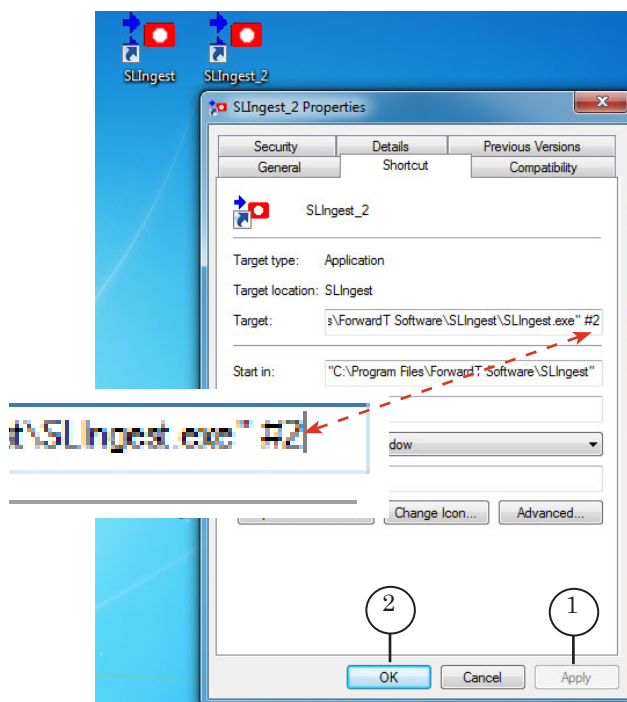 SLIngest SLIngest_2
SLIngest_2 Properties
Security Details Previous Versions
General Shortcut Compatibility
SLIngest_2
Target type: Application
Target location: SLIngest
Target: s\ForwardT Software\SLIngest\SLIngest.exe" #2
Start in: "C:\Program Files\ForwardT Software\SLIngest"
t\SLIngest.exe" #2
dow
Change Icon... Advanced...
2 1
OK Cancel Apply